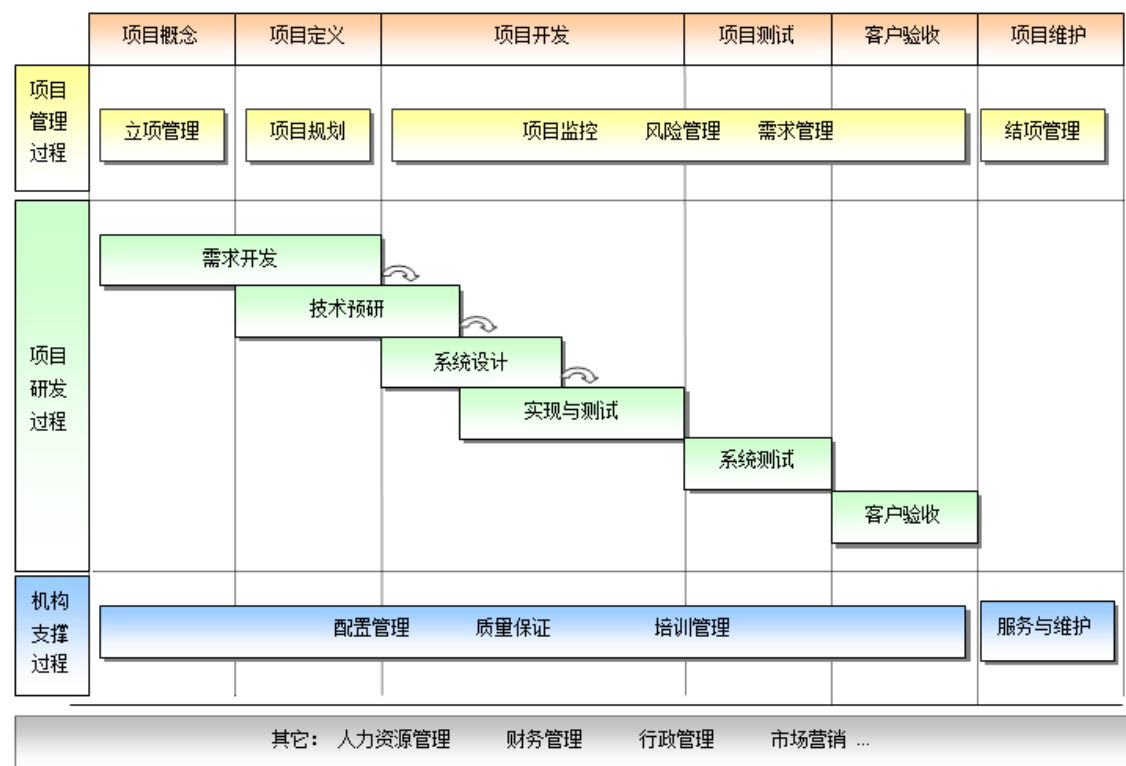 项目概念 项目定义 项目开发 项目测试 客户验收 项目维护
项目
管理
过程
立项管理 项目规划 项目监控 风险管理 需求管理 结项管理
项目
研发
过程
需求开发
技术预研
系统设计
实现与测试
系统测试
客户验收
机构
支撑
过程
配置管理 质量保证 培训管理 服务与维护
其它： 人力资源管理 财务管理 行政管理 市场营销 ...